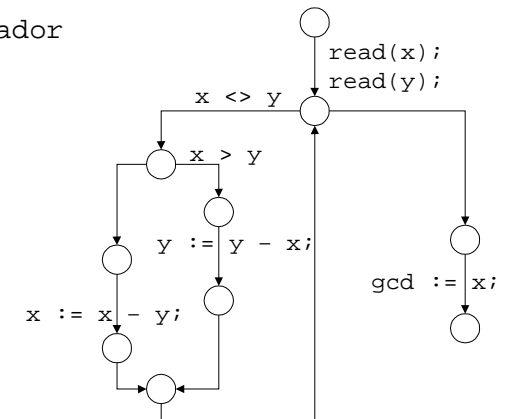 ador
read(x);
read(y);
x <> y
x > y
y := y - x;
gcd := x;
x := x - y;